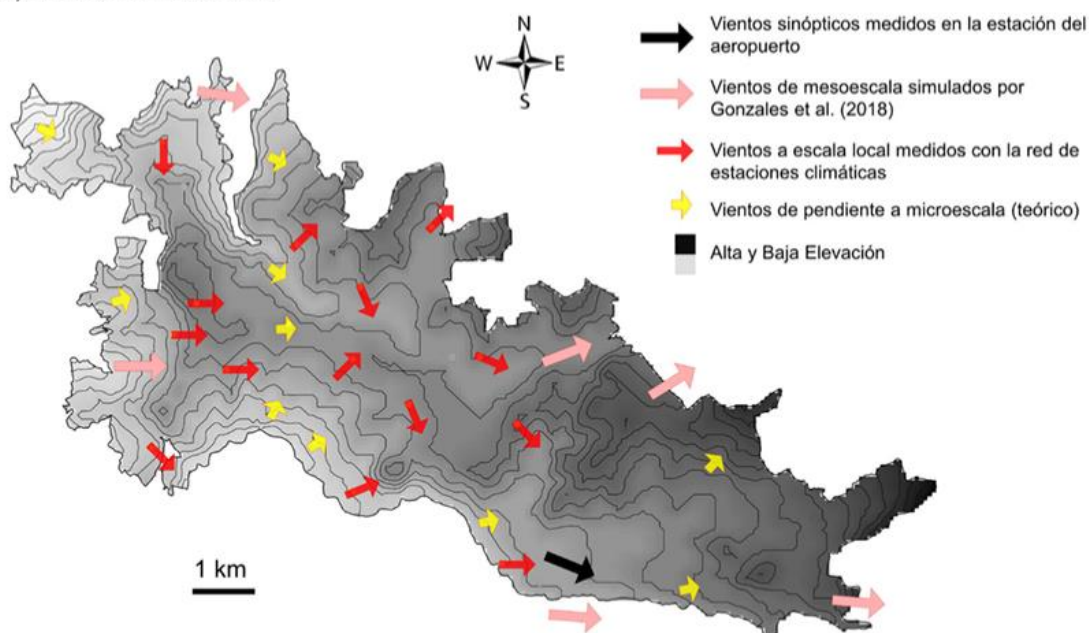 N
W E
S
Vientos sinópticos medidos en la estación del
aeropuerto
Vientos de mesoescala simulados por
Gonzales et al. (2018)
Vientos a escala local medidos con la red de
estaciones climáticas
Vientos de pendiente a microescala (teórico)
Alta y Baja Elevación
1 km